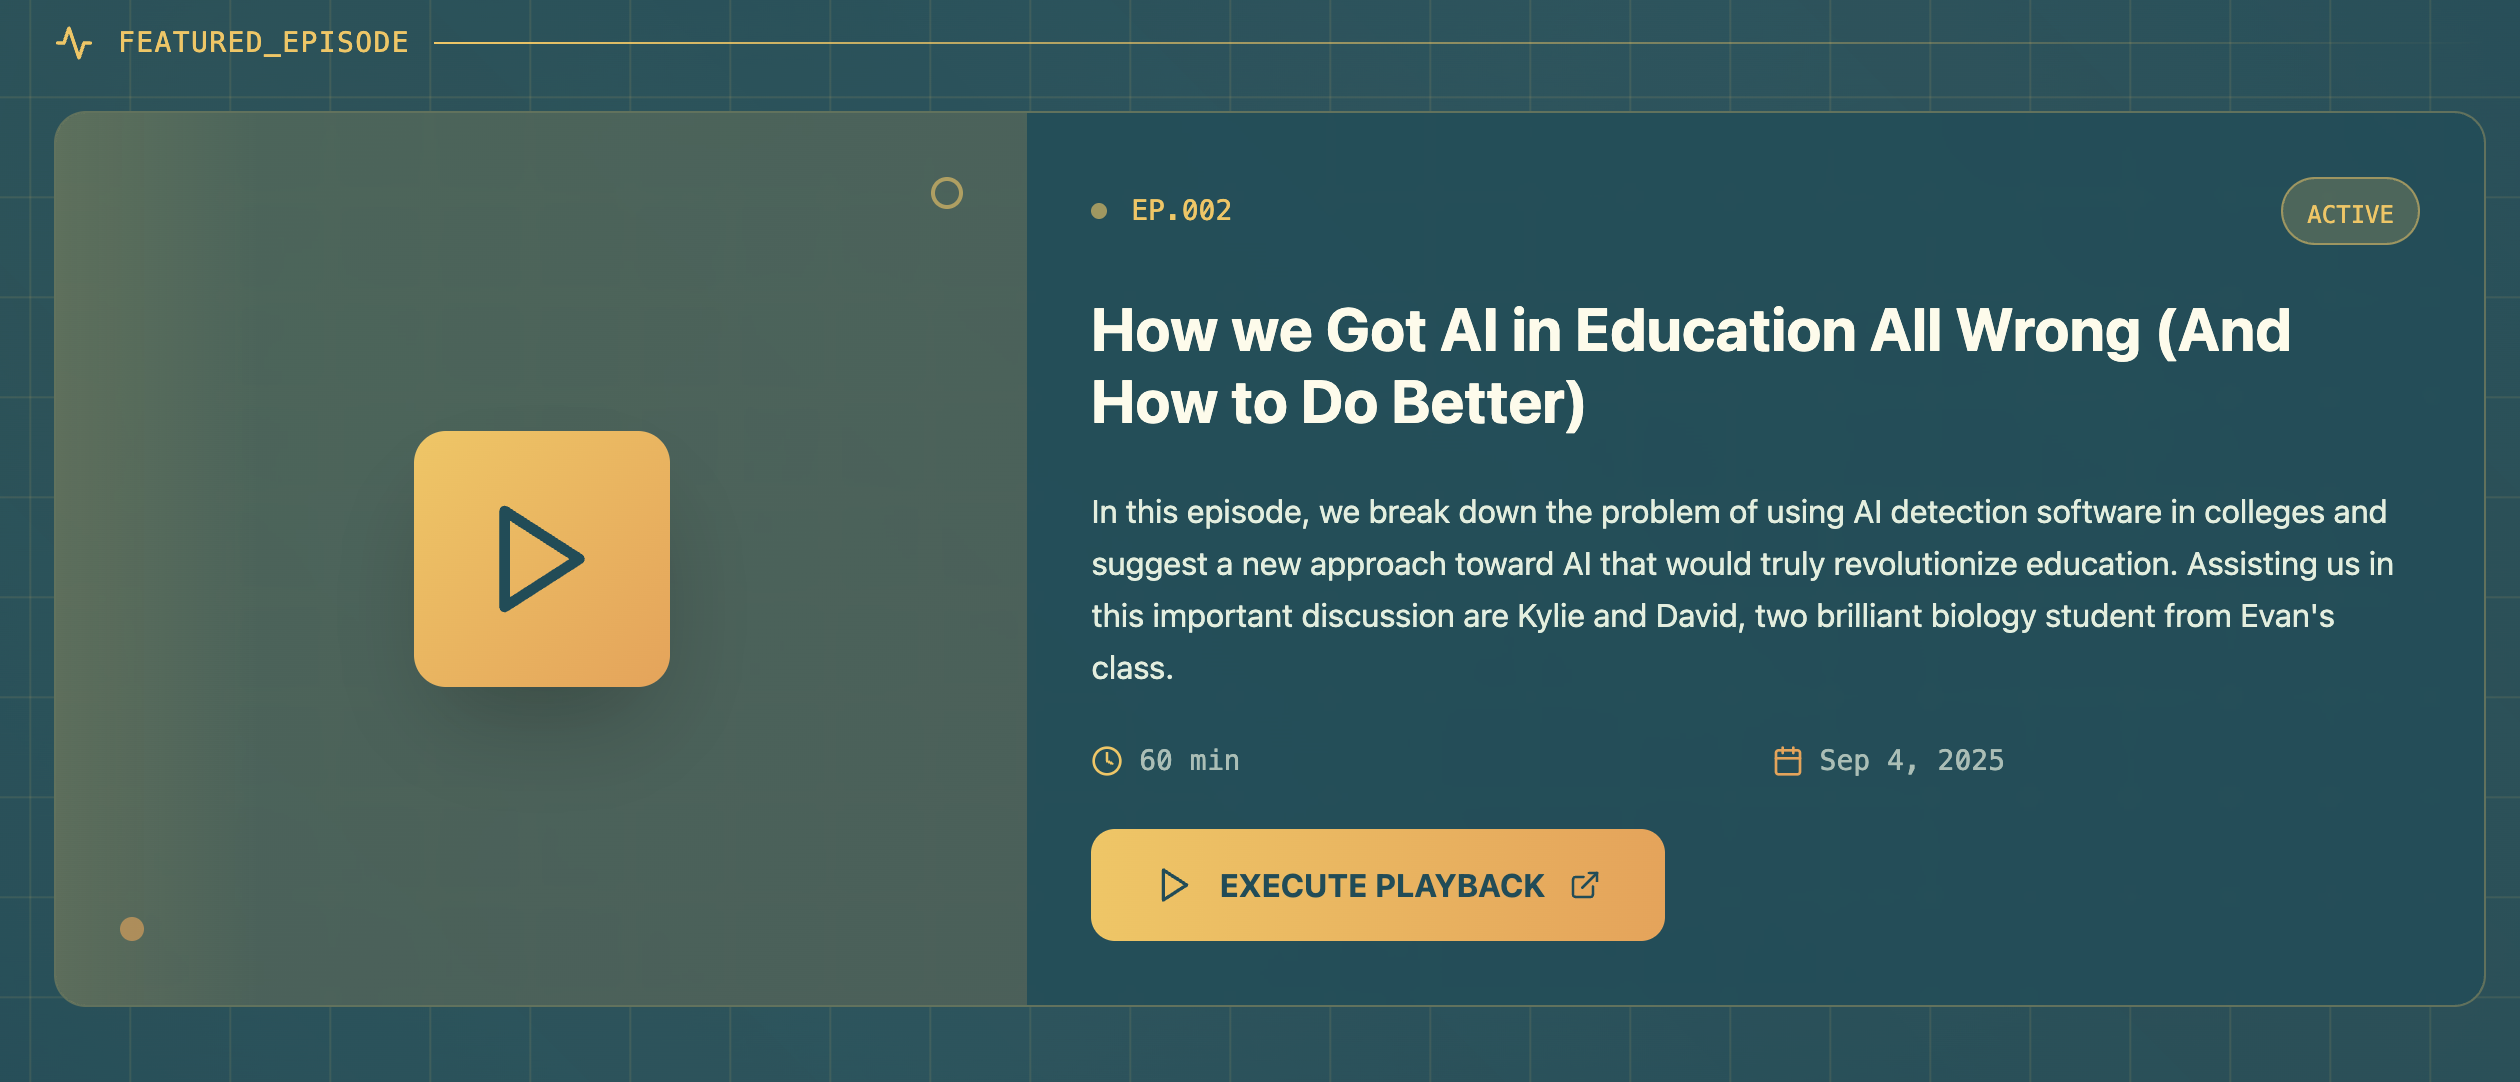 FEATURED_EPISODE
EP.002
ACTIVE
How we Got AI in Education All Wrong (And
How to Do Better)
In this episode, we break down the problem of using AI detection software in colleges and
suggest a new approach toward AI that would truly revolutionize education. Assisting us in
this important discussion are Kylie and David, two brilliant biology student from Evan's
class.
60 min
Sep 4, 2025
EXECUTE PLAYBACK